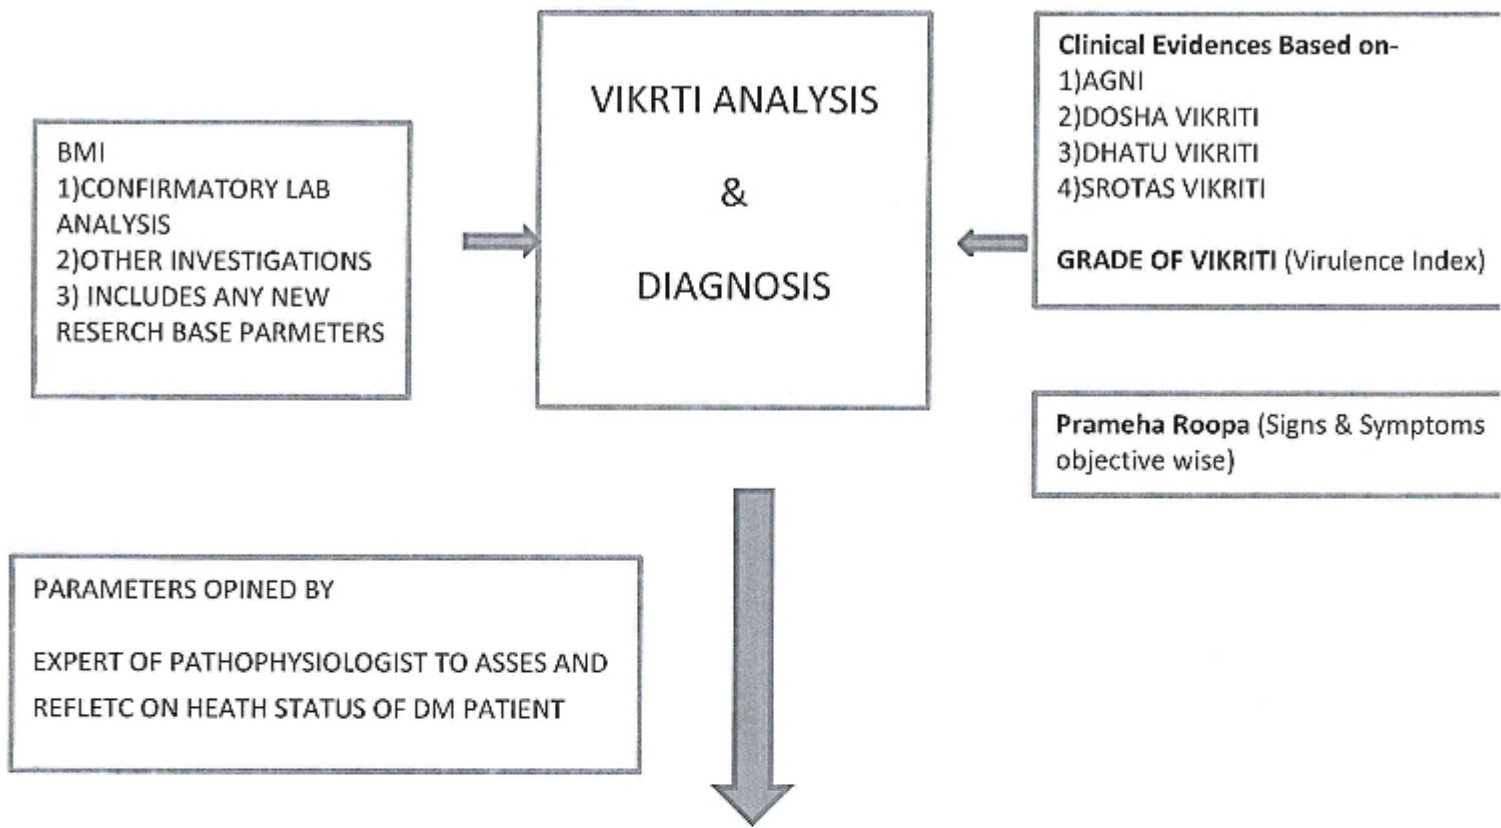 VIKRTI ANALYSIS
&
DIAGNOSIS
BMI
1)CONFIRMATORY LAB
ANALYSIS
2)OTHER INVESTIGATIONS
3) INCLUDES ANY NEW
RESERCH BASE PARMETERS
Clinical Evidences Based on-
1)AGNI
2)DOSHA VIKRITI
3)DHATU VIKRITI
4)SROTAS VIKRITI
GRADE OF VIKRITI (Virulence Index)
Prameha Roopa (Signs & Symptoms
objective wise)
PARAMETERS OPINED BY
EXPERT OF PATHOPHYSIOLOGIST TO ASSES AND
REFLETC ON HEATH STATUS OF DM PATIENT